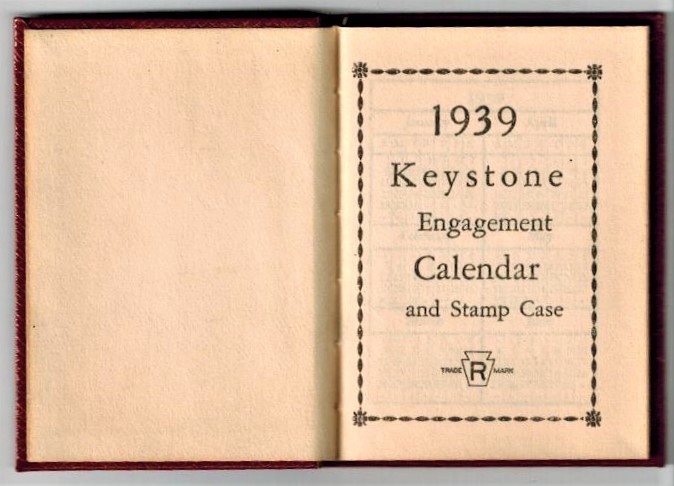 1939
Keystone
Engagement
Calendar
and Stamp Case
TRADE R MARK